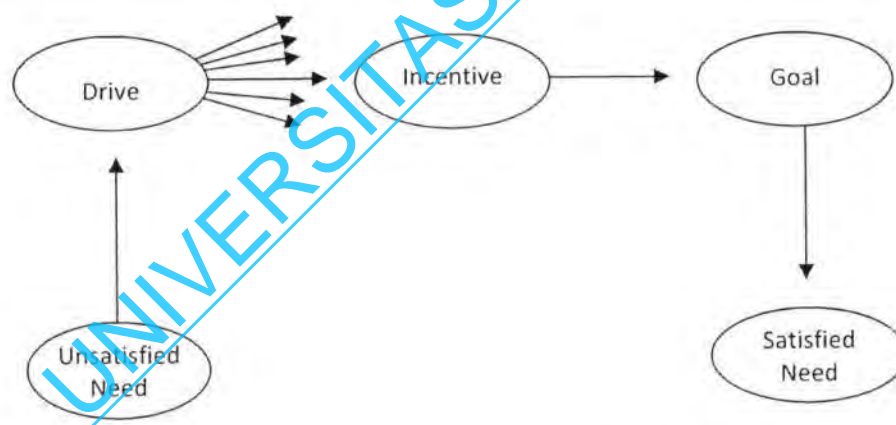 Drive
Incentive
Goal
Unsatisfied
Need
Satisfied
Need
UNIVERSITAS